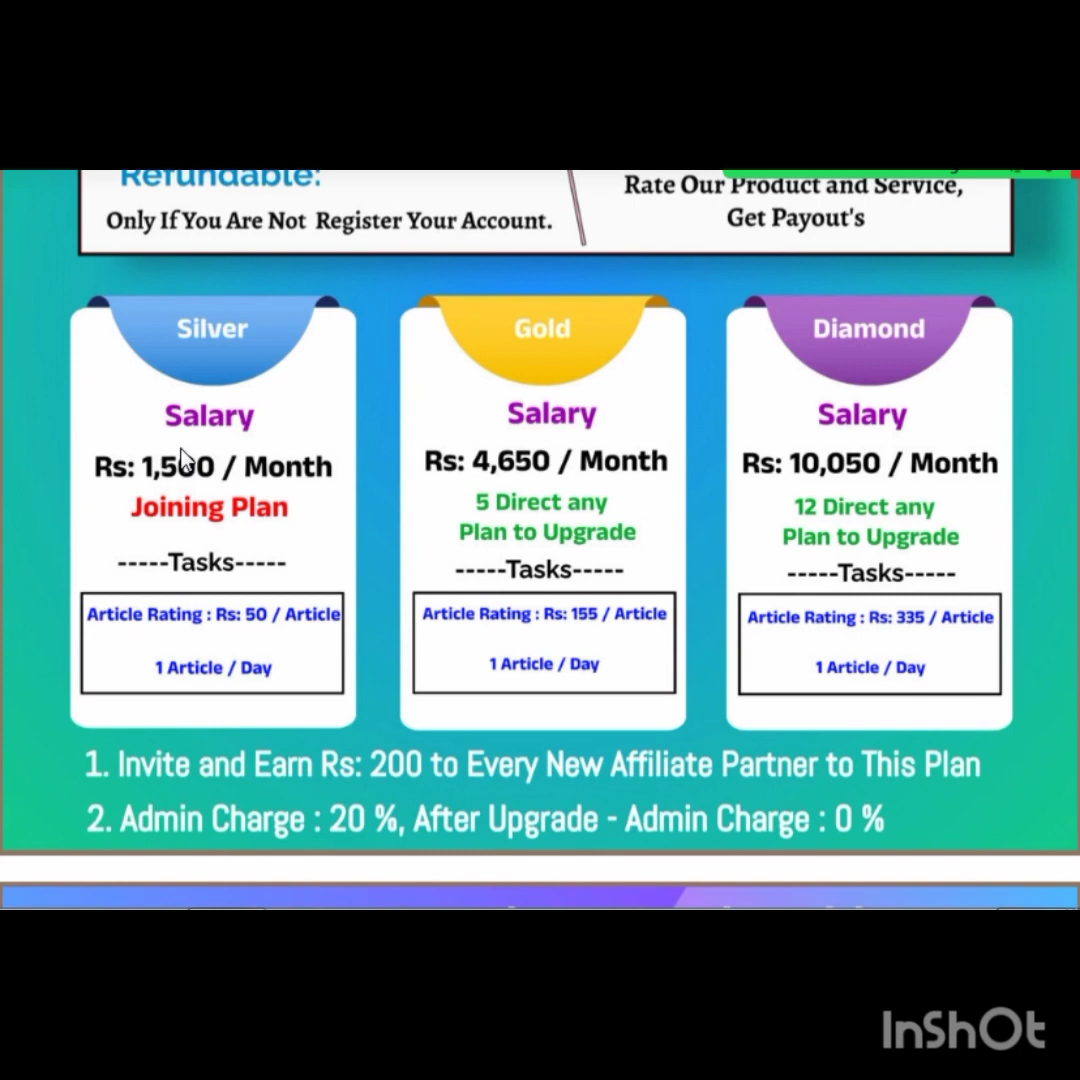 Refundable:
Only If You Are Not Register Your Account.
Rate Our Product and Service,
Get Payout's
Silver
Salary
Rs: 1,500 / Month
Joining Plan
-----Tasks-----
Article Rating : Rs: 50 / Article
1 Article / Day
Gold
Salary
Rs: 4,650 / Month
5 Direct any
Plan to Upgrade
-----Tasks-----
Article Rating : Rs: 155 / Article
1 Article / Day
Diamond
Salary
Rs: 10,050 / Month
12 Direct any
Plan to Upgrade
-----Tasks-----
Article Rating : Rs: 335 / Article
1 Article / Day
1. Invite and Earn Rs: 200 to Every New Affiliate Partner to This Plan
2. Admin Charge : 20 %, After Upgrade - Admin Charge : 0 %
InShOt